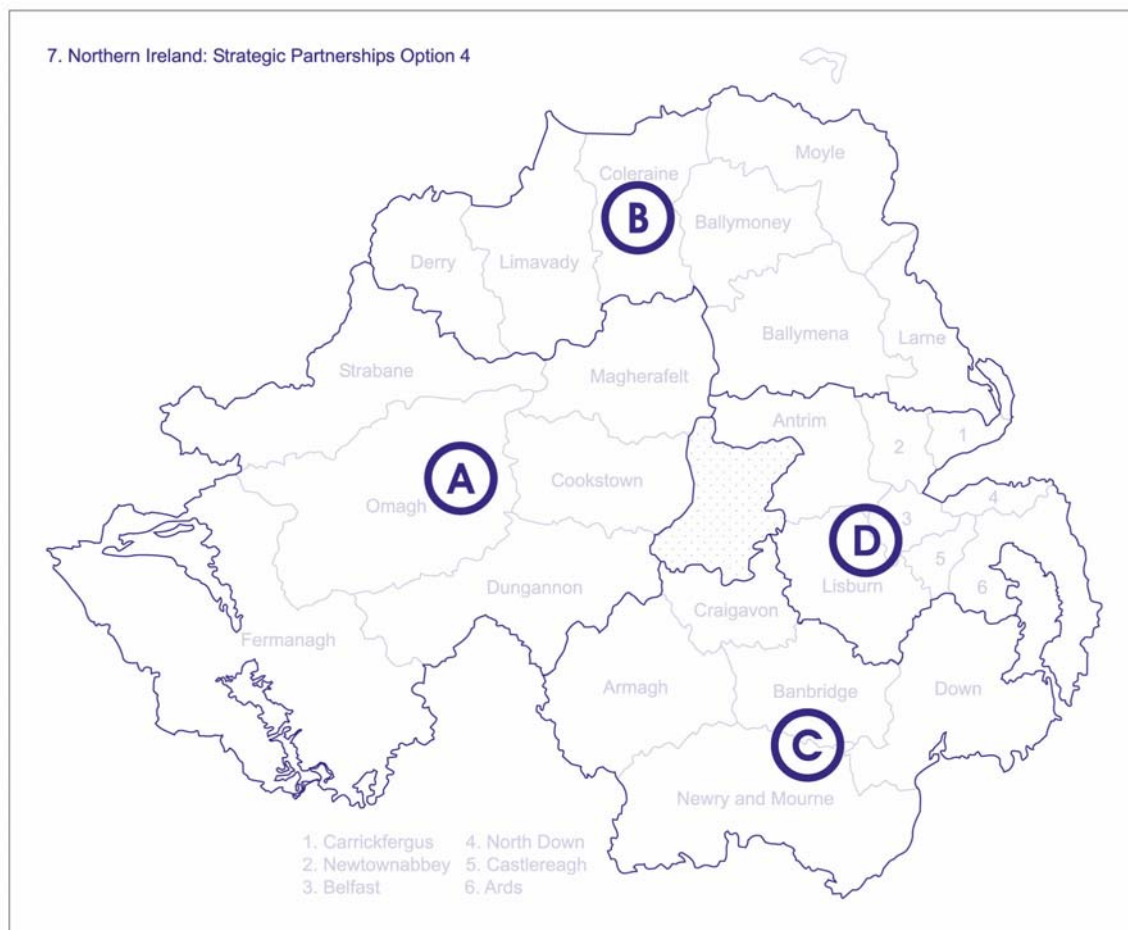 7. Northern Ireland: Strategic Partnerships Option 4
Moyle
Coleraine
B
Ballymoney
Derry
Limavady
Ballymena
Larne
Strabane
Magherafelt
Antrim
1
2
A
Cookstown
4
Omagh
3
D
5
Lisburn
6
Dungannon
Craigavon
Fermanagh
Armagh
Banbridge
Down
C
Newry and Mourne
1. Carrickfergus 4. North Down
2. Newtownabbey 5. Castlereagh
3. Belfast 6. Ards